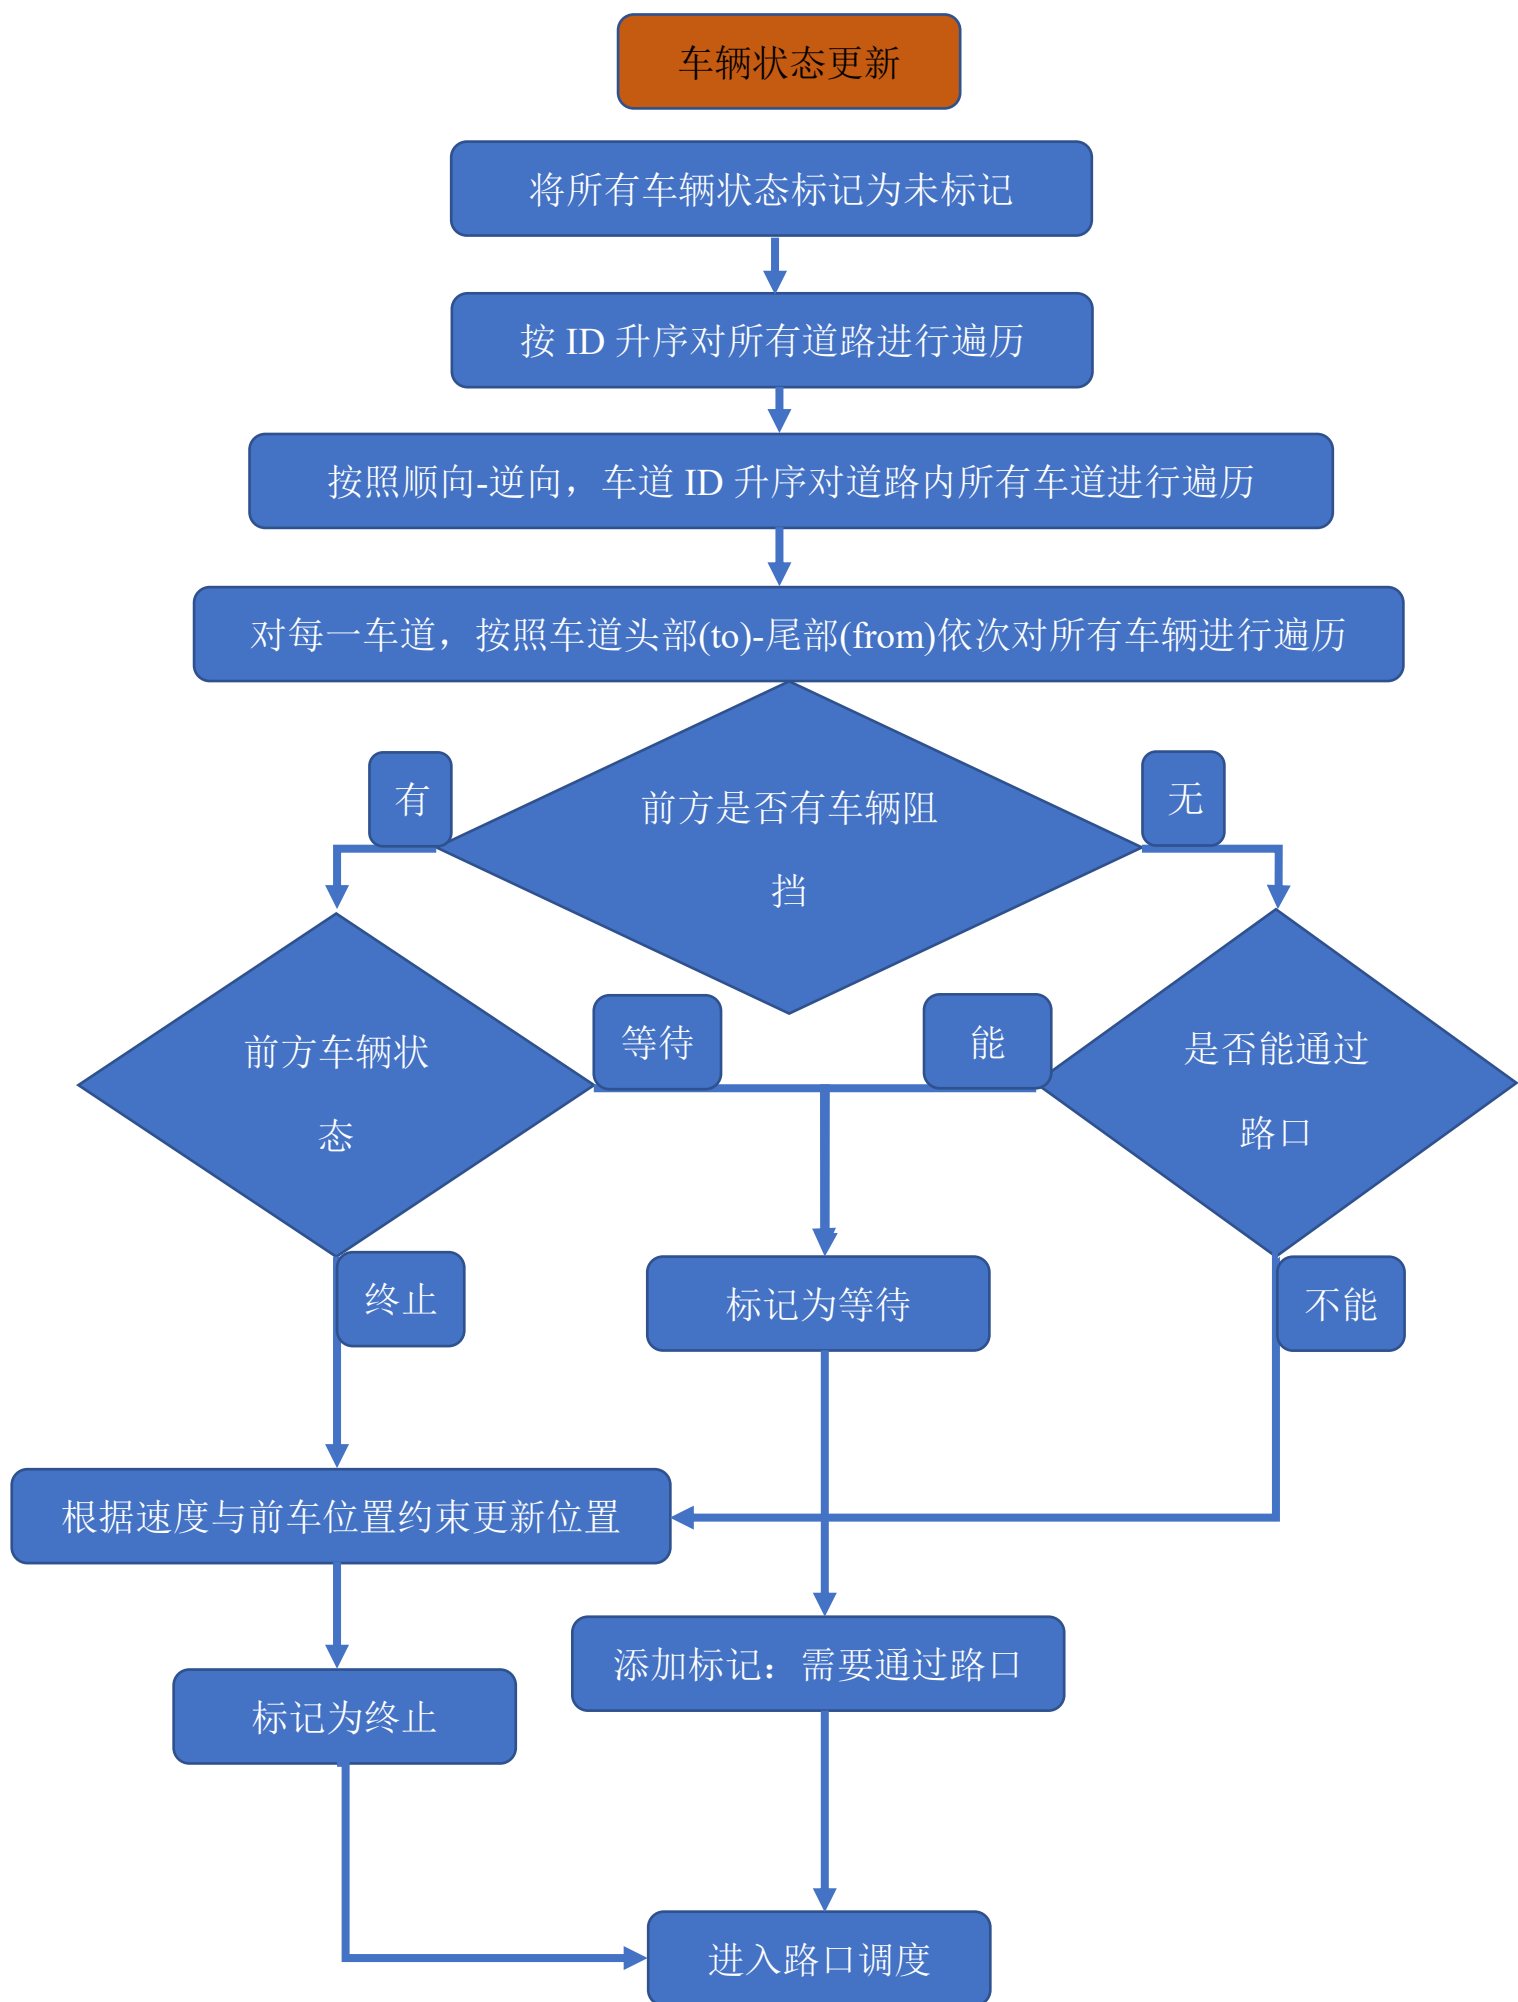 车辆状态更新
将所有车辆状态标记为未标记
按 ID 升序对所有道路进行遍历
按照顺向-逆向，车道 ID 升序对道路内所有车道进行遍历
对每一车道，按照车道头部(to)-尾部(from)依次对所有车辆进行遍历
有
前方是否有车辆阻
挡
无
前方车辆状
态
等待
能
是否能通过
路口
终止
标记为等待
不能
根据速度与前车位置约束更新位置
添加标记：需要通过路口
标记为终止
进入路口调度